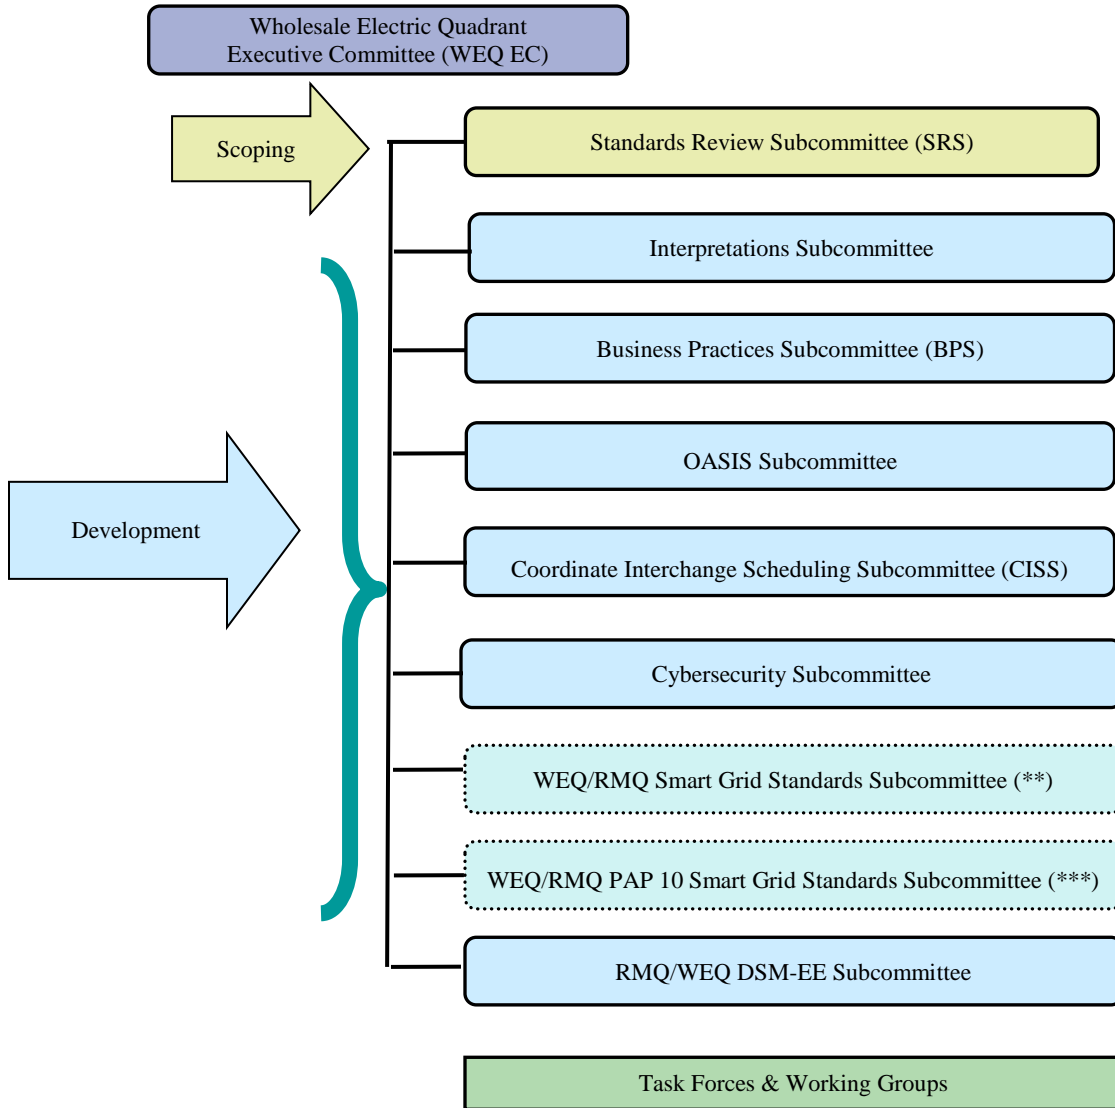 Wholesale Electric Quadrant
Executive Committee (WEQ EC)
Scoping
Standards Review Subcommittee (SRS)
Interpretations Subcommittee
Business Practices Subcommittee (BPS)
OASIS Subcommittee
Development
Coordinate Interchange Scheduling Subcommittee (CISS)
Cybersecurity Subcommittee
WEQ/RMQ Smart Grid Standards Subcommittee (**)
WEQ/RMQ PAP 10 Smart Grid Standards Subcommittee (***)
RMQ/WEQ DSM-EE Subcommittee
Task Forces & Working Groups